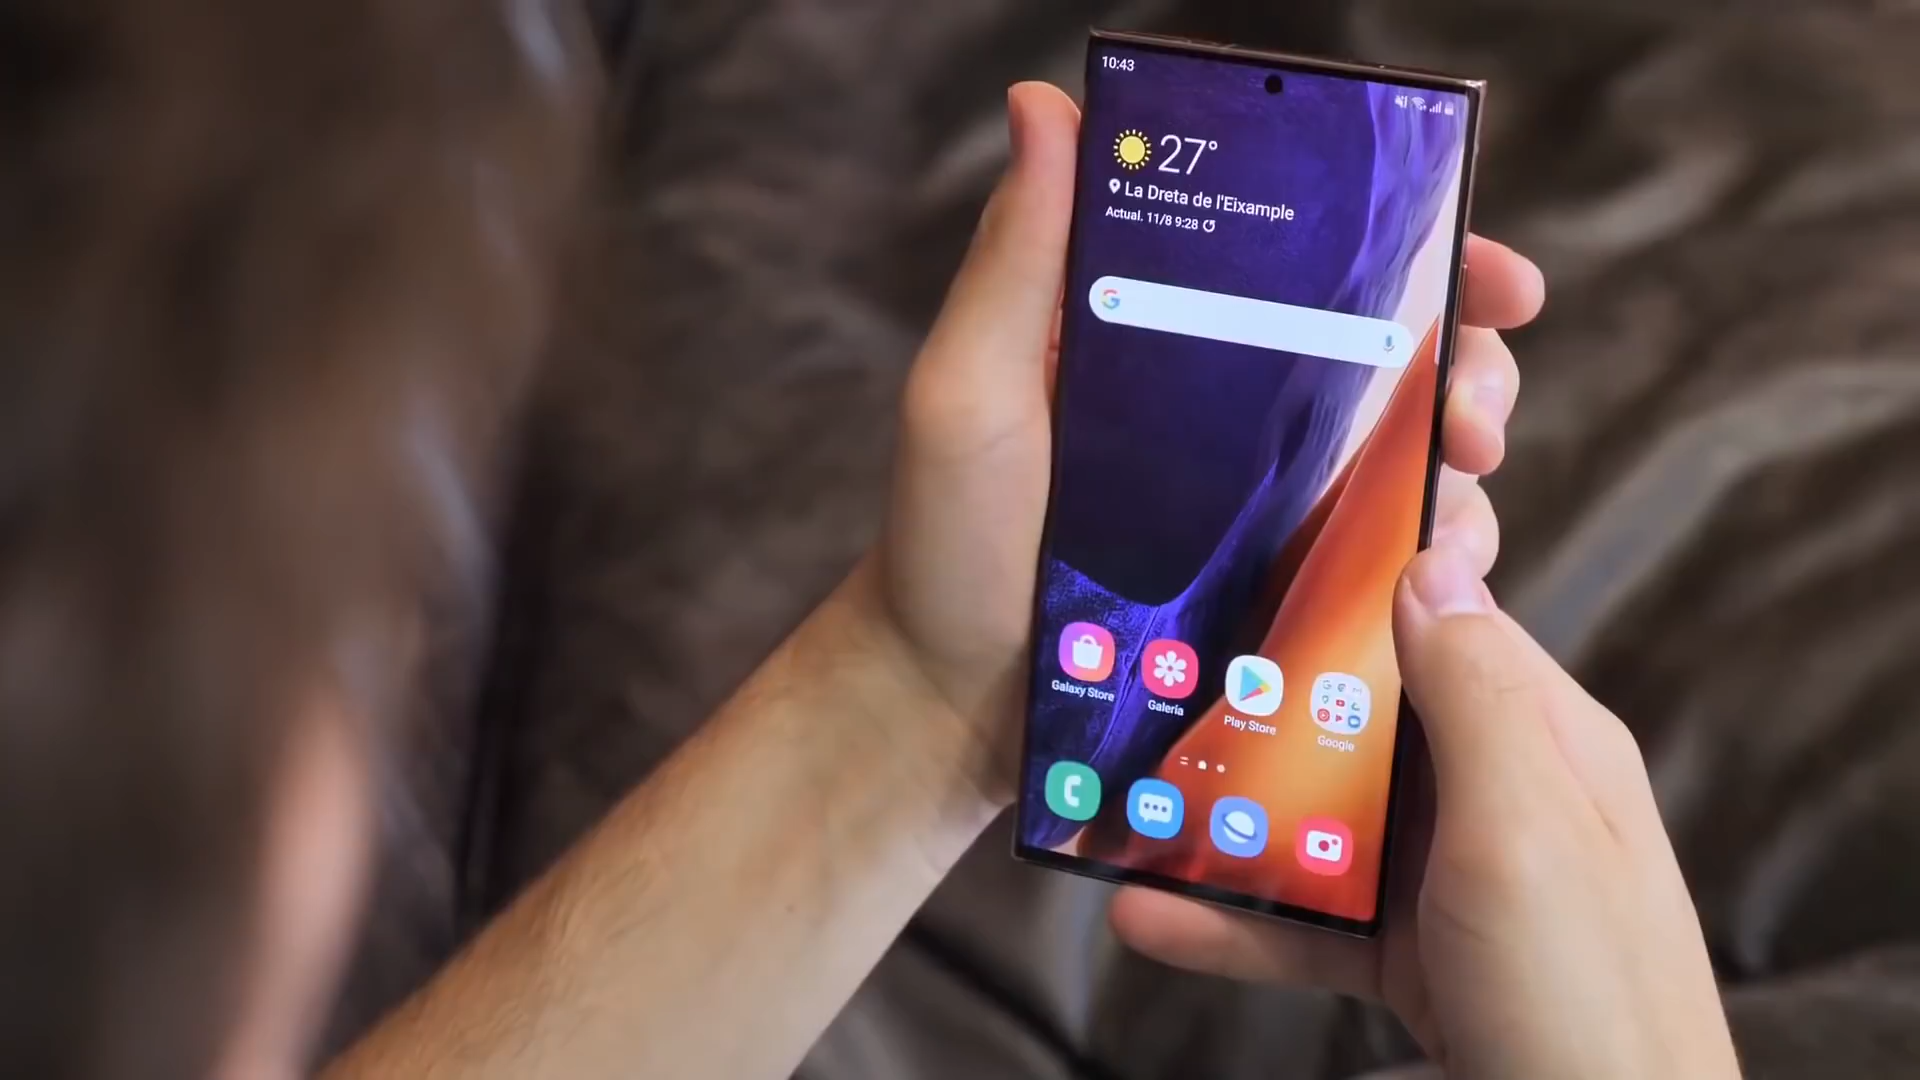 10:43
27°
La Dreta de l'Eixample
Actual. 11/8 9:28
G
Galaxy Store
Galería
Play Store
Google